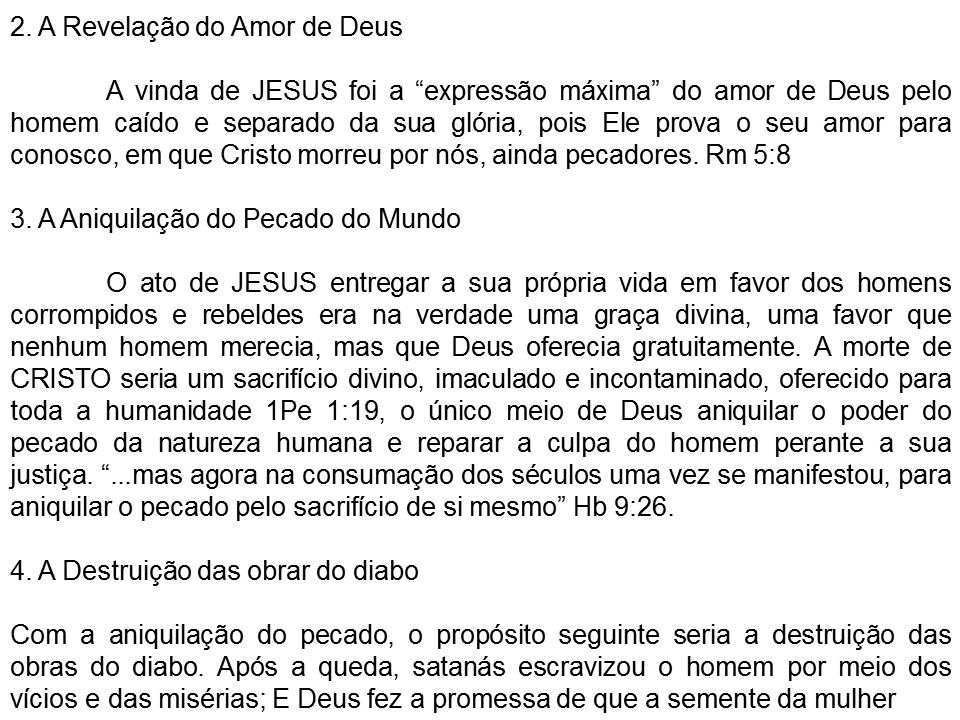 2. A Revelação do Amor de Deus
A vinda de JESUS foi a “expressão máxima” do amor de Deus pelo
homem caído e separado da sua glória, pois Ele prova o seu amor para
conosco, em que Cristo morreu por nós, ainda pecadores. Rm 5:8
3. A Aniquilação do Pecado do Mundo
O ato de JESUS entregar a sua própria vida em favor dos homens
corrompidos e rebeldes era na verdade uma graça divina, uma favor que
nenhum homem merecia, mas que Deus oferecia gratuitamente. A morte de
CRISTO seria um sacrifício divino, imaculado e incontaminado, oferecido para
toda a humanidade 1Pe 1:19, o único meio de Deus aniquilar o poder do
pecado da natureza humana e reparar a culpa do homem perante a sua
justiça. “...mas agora na consumação dos séculos uma vez se manifestou, para
aniquilar o pecado pelo sacrifício de si mesmo” Hb 9:26.
4. A Destruição das obrar do diabo
Com a aniquilação do pecado, o propósito seguinte seria a destruição das
obras do diabo. Após a queda, satanás escravizou o homem por meio dos
vícios e das misérias; E Deus fez a promessa de que a semente da mulher